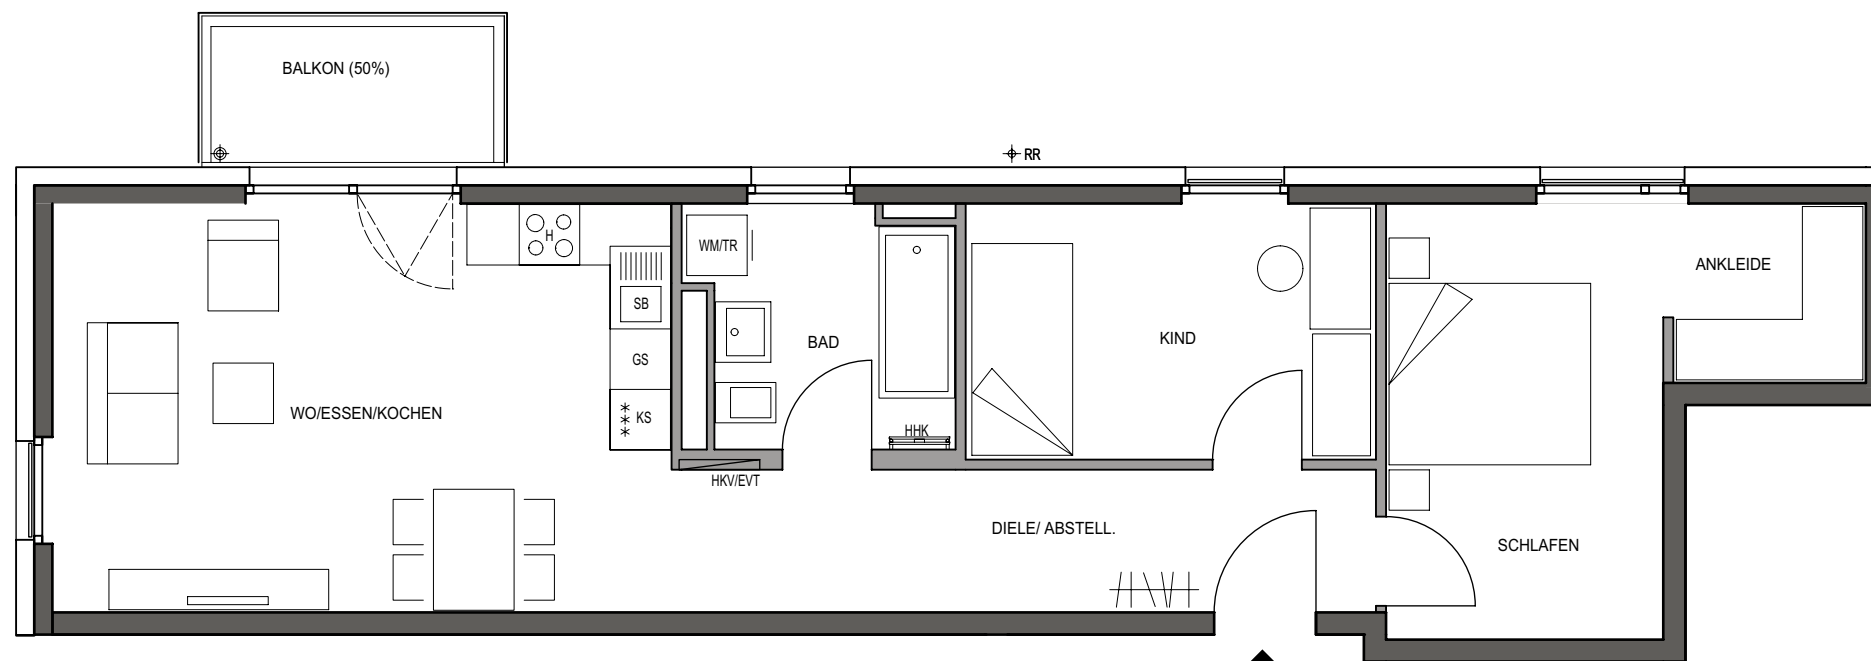 BALKON (50%)
RR
H
WM/TR
SB
GS
KS
BAD
KIND
ANKLEIDE
WO/ESSEN/KOCHEN
HHK
HKV/EVT
DIELE/ ABSTELL.
SCHLAFEN